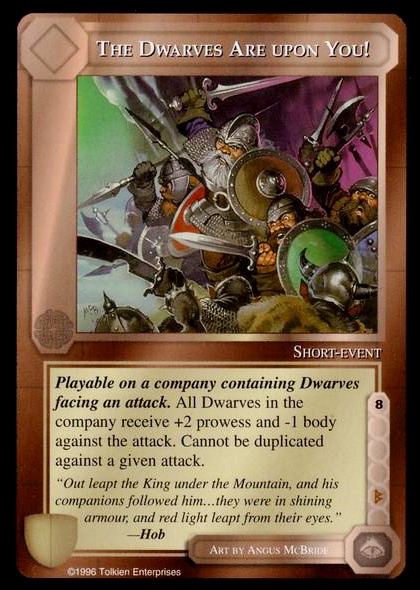 The Dwarves Are upon You!
Short-event
Playable on a company containing Dwarves
facing an attack. All Dwarves in the
company receive +2 prowess and -1 body
against the attack. Cannot be duplicated
against a given attack.
8
“Out leapt the King under the Mountain, and his
companions followed him…they were in shining
armour, and red light leapt from their eyes.”
—Hob
Art by Angus McBride
©1996 Tolkien Enterprises